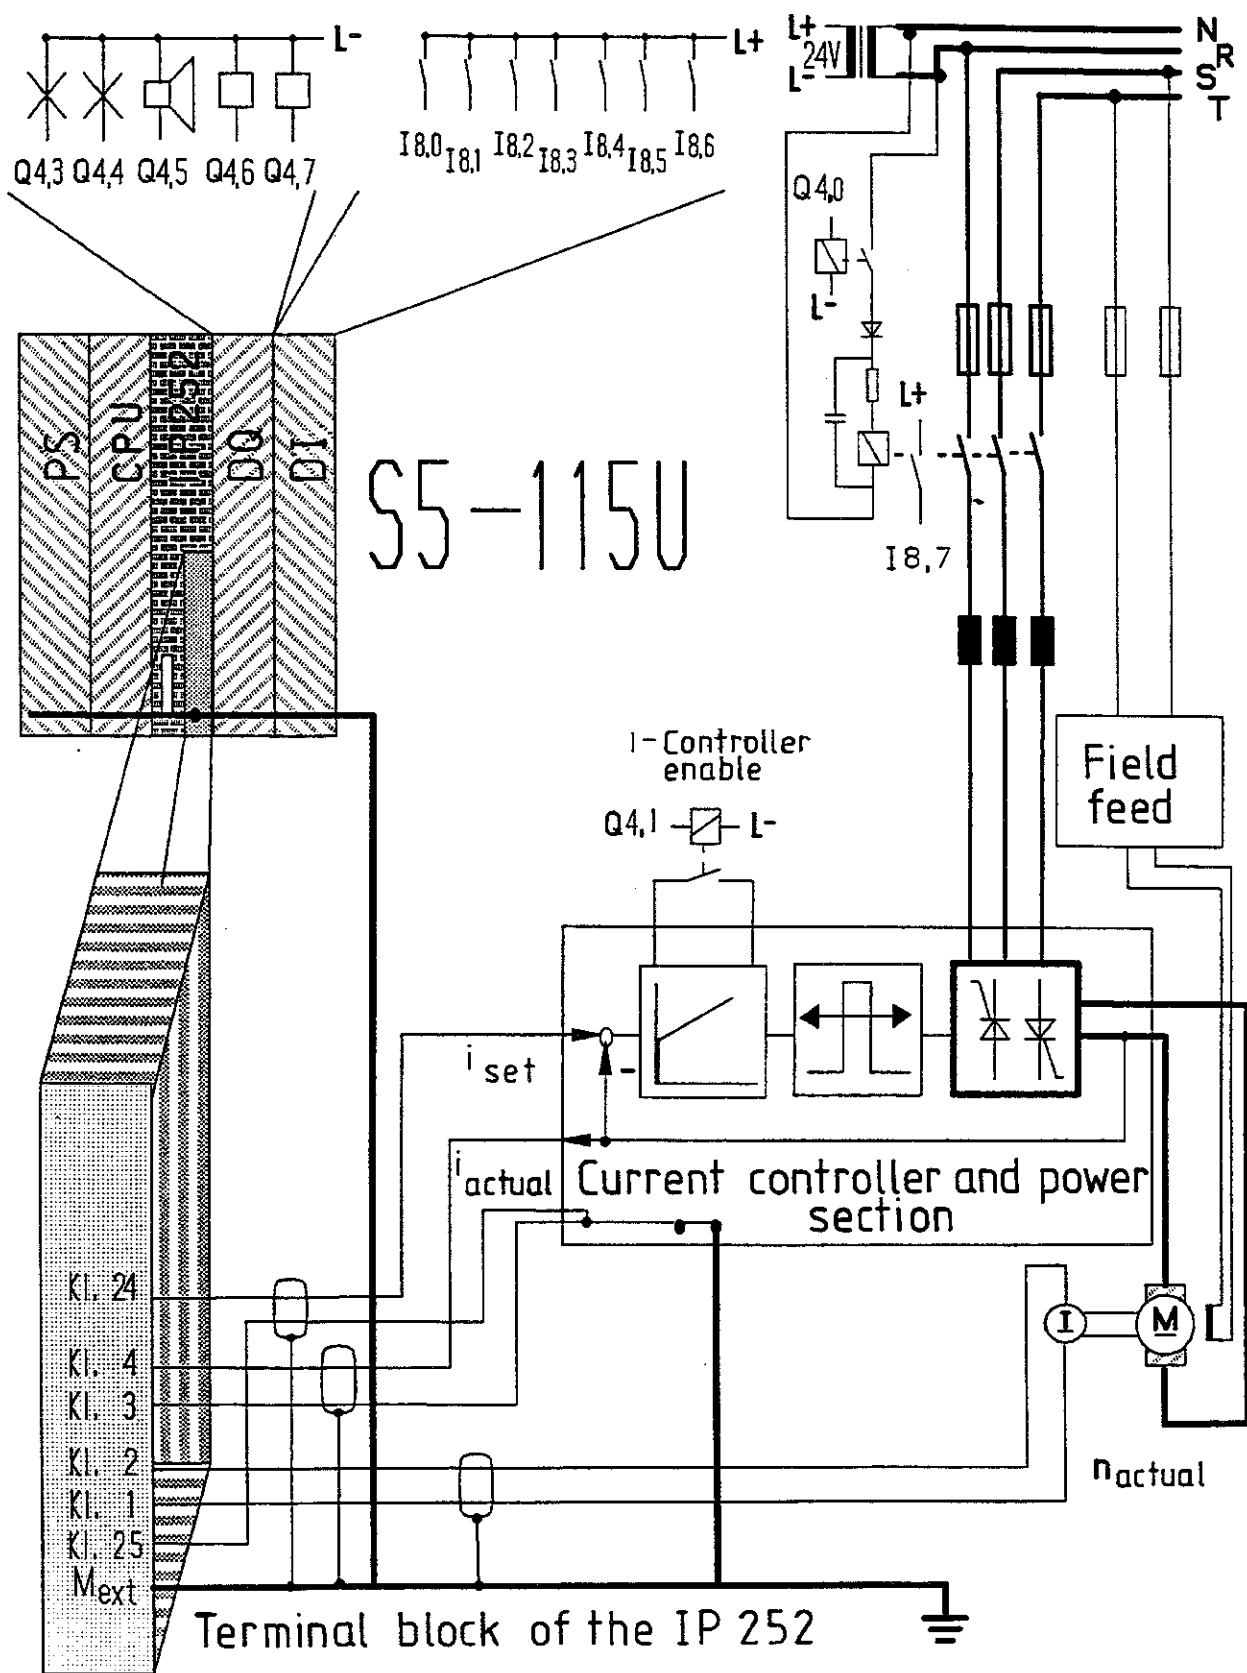 L-
L+
L+
24V
L-
N
R
S
T
Q4,3 Q4,4 Q4,5 Q4,6 Q4,7
I8,0 I8,1 I8,2 I8,3 I8,4 I8,5 I8,6
Q4,0
L-
L+
I8,7
PS
CPU
IP252
DQ
DI
S5-115U
I-Controller
enable
Q4,1
L-
Field
feed
i set
-
i actual
Current controller and power
section
Kl. 24
Kl. 4
Kl. 3
Kl. 2
Kl. 1
Kl. 25
Mext
I
M
nactual
Terminal block of the IP 252